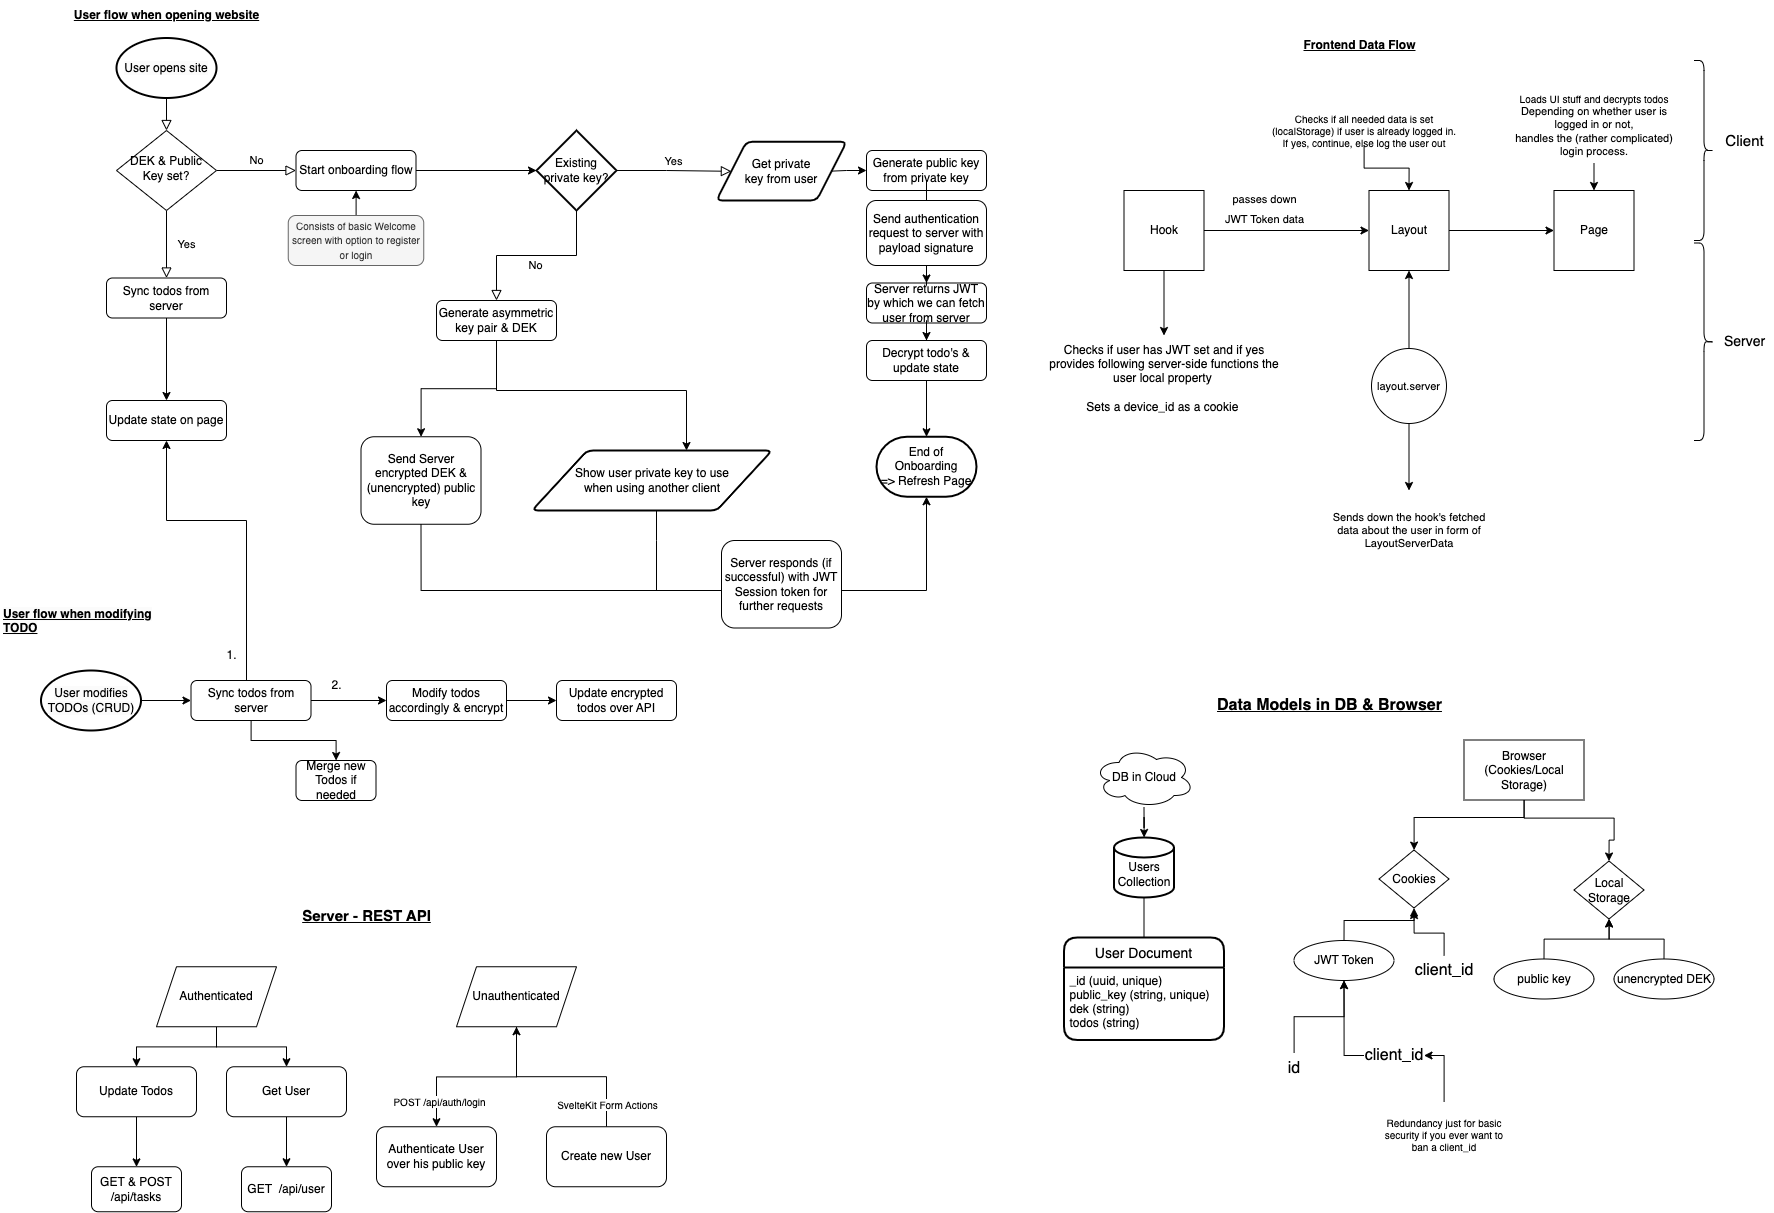 User flow when opening website
User opens site
DEK & Public
Key set?
No
Yes
Start onboarding flow
Consists of basic Welcome
screen with option to register
or login
Existing
private key?
Yes
No
Get private
key from user
Generate public key
from private key
Send authentication
request to server with
payload signature
Server returns JWT
by which we can fetch
user from server
Decrypt todo's &
update state
End of
Onboarding
=> Refresh Page
Sync todos from
server
Update state on page
Generate asymmetric
key pair & DEK
Send Server
encrypted DEK &
(unencrypted) public
key
Show user private key to use
when using another client
Server responds (if
successful) with JWT
Session token for
further requests
User flow when modifying
TODO
User modifies
TODOs (CRUD)
1.
Sync todos from
server
2.
Modify todos
accordingly & encrypt
Update encrypted
todos over API
Merge new
Todos if
needed
Server - REST API
Authenticated
Update Todos
Get User
GET & POST
/api/tasks
GET /api/user
Unauthenticated
POST /api/auth/login
SvelteKit Form Actions
Authenticate User
over his public key
Create new User
Frontend Data Flow
Checks if all needed data is set
(localStorage) if user is already logged in.
If yes, continue, else log the user out
Loads UI stuff and decrypts todos
Depending on whether user is
logged in or not,
handles the (rather complicated)
login process.
Client
Server
Hook
passes down
JWT Token data
Layout
Page
Checks if user has JWT set and if yes
provides following server-side functions the
user local property
Sets a device_id as a cookie
layout.server
Sends down the hook's fetched
data about the user in form of
LayoutServerData
Data Models in DB & Browser
DB in Cloud
Users
Collection
User Document
_id (uuid, unique)
public_key (string, unique)
dek (string)
todos (string)
Browser
(Cookies/Local
Storage)
Cookies
Local
Storage
JWT Token
client_id
public key
unencrypted DEK
id
client_id
Redundancy just for basic
security if you ever want to
ban a client_id